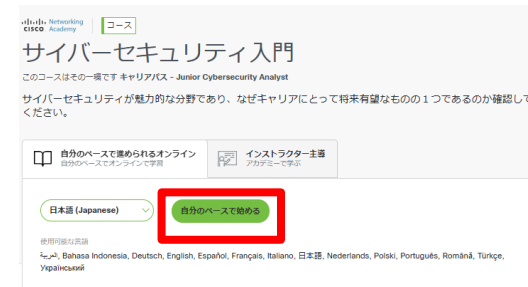 Networking
CISCO Academy
コース
サイバーセキュリティ入門
このコースはその一環です キャリアパス - Junior Cybersecurity Analyst
サイバーセキュリティが魅力的な分野であり、なぜキャリアにとって将来有望なものの1つであるのか確認して
ください。
自分のペースで進められるオンライン
自分のペースでオンラインで学習
インストラクター主導
アカデミーで学ぶ
日本語 (Japanese)
自分のペースで始める
使用可能な言語
العربية, Bahasa Indonesia, Deutsch, English, Español, Français, Italiano, 日本語, Nederlands, Polski, Português, Română, Türkçe,
Український